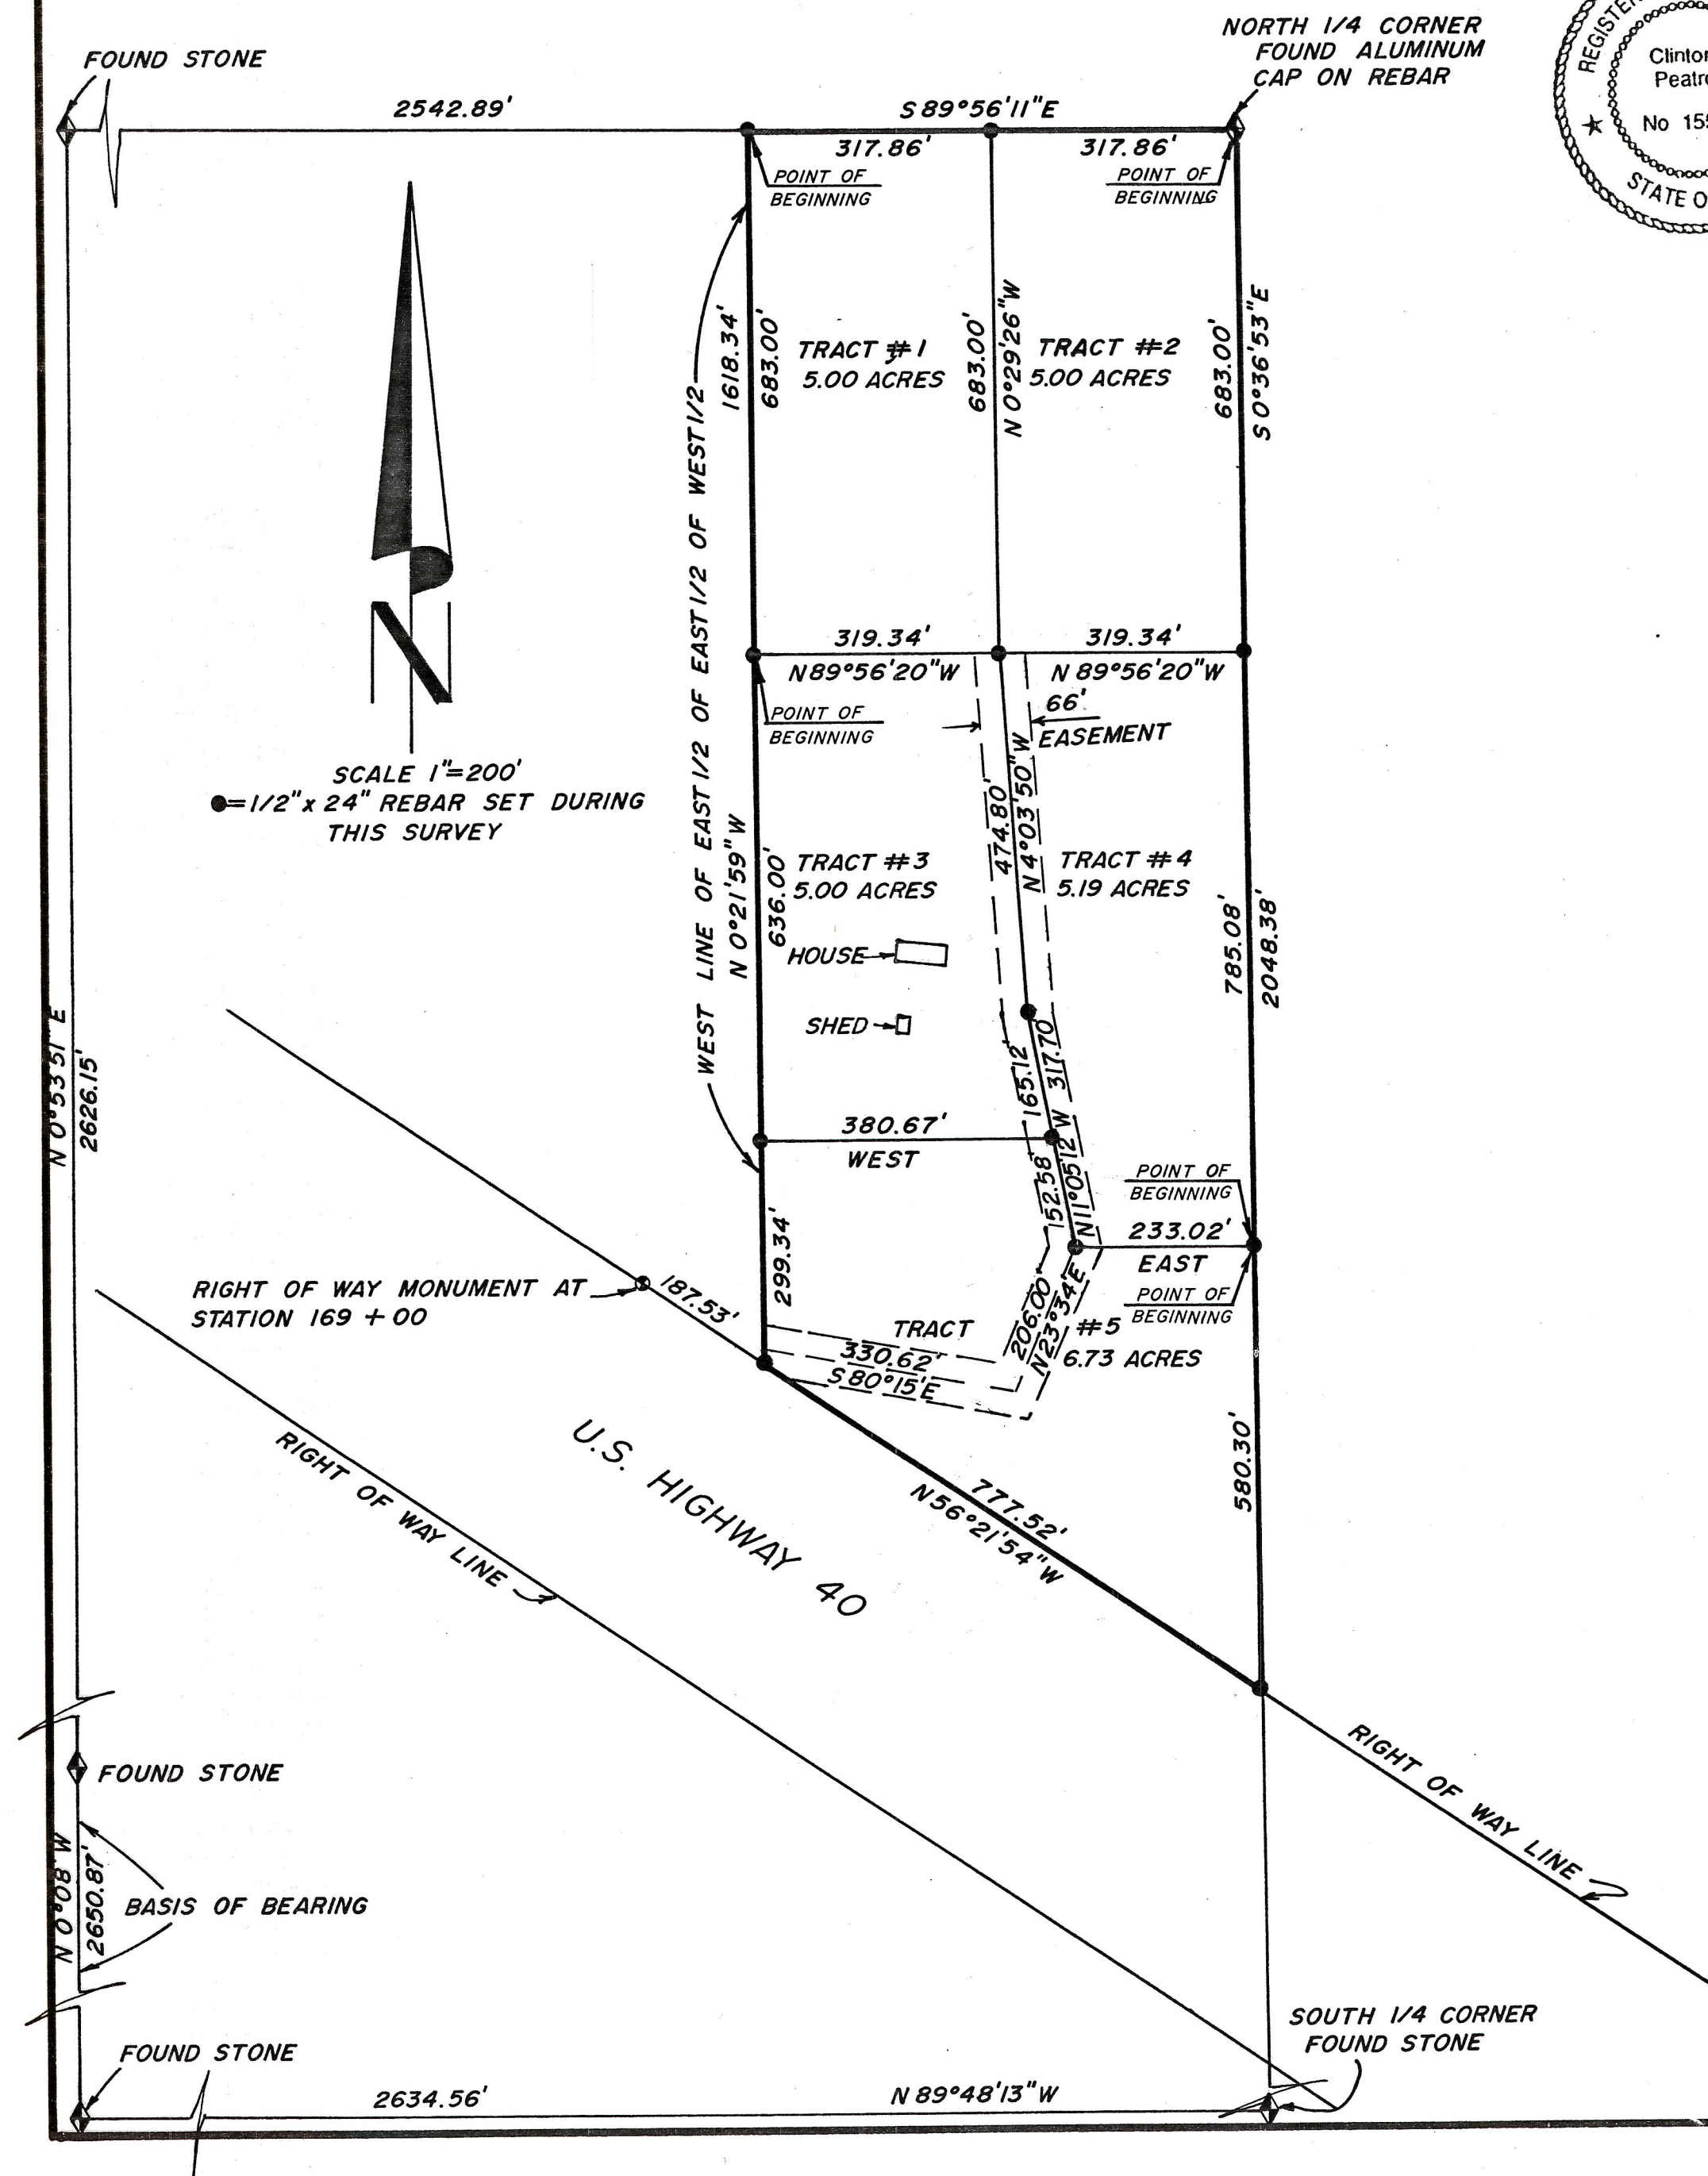 FOUND STONE
NORTH 1/4 CORNER
FOUND ALUMINUM
CAP ON REBAR
Clinton
No
STATE
2542.89'
S 89°56'11"E
317.86'
317.86'
POINT OF
BEGINNING
POINT OF
BEGINNING
1618.34'
683.00'
TRACT #1
5.00 ACRES
683.00'
N 0°29'26"W
TRACT #2
5.00 ACRES
683.00'
S 0°36'53"E
WEST LINE OF EAST 1/2 OF EAST 1/2 OF WEST 1/2
319.34'
N 89°56'20"W
319.34'
N 89°56'20"W
POINT OF
BEGINNING
66'
EASEMENT
N
SCALE 1"=200'
=1/2"x 24" REBAR SET DURING
THIS SURVEY
N 0°21'59"W
636.00'
TRACT #3
5.00 ACRES
HOUSE
SHED
474.80'
N 4°03'50"W
TRACT #4
5.19 ACRES
785.08'
2048.38'
N 0°53'51" E
2626.15'
165.12'
317.70'
380.67'
WEST
152.58'
N11°05'12"W
POINT OF
BEGINNING
233.02'
EAST
POINT OF
BEGINNING
299.34'
RIGHT OF WAY MONUMENT AT
STATION 169 + 00
187.53'
TRACT
#5
6.73 ACRES
330.62'
S 80°15'E
206.00'
N 23°34'E
580.30'
U.S. HIGHWAY 40
777.52'
N 56°21'54"W
RIGHT OF WAY LINE
RIGHT OF WAY LINE
FOUND STONE
N 0°08' W
2650.87'
BASIS OF BEARING
FOUND STONE
SOUTH 1/4 CORNER
FOUND STONE
2634.56'
N 89°48'13"W